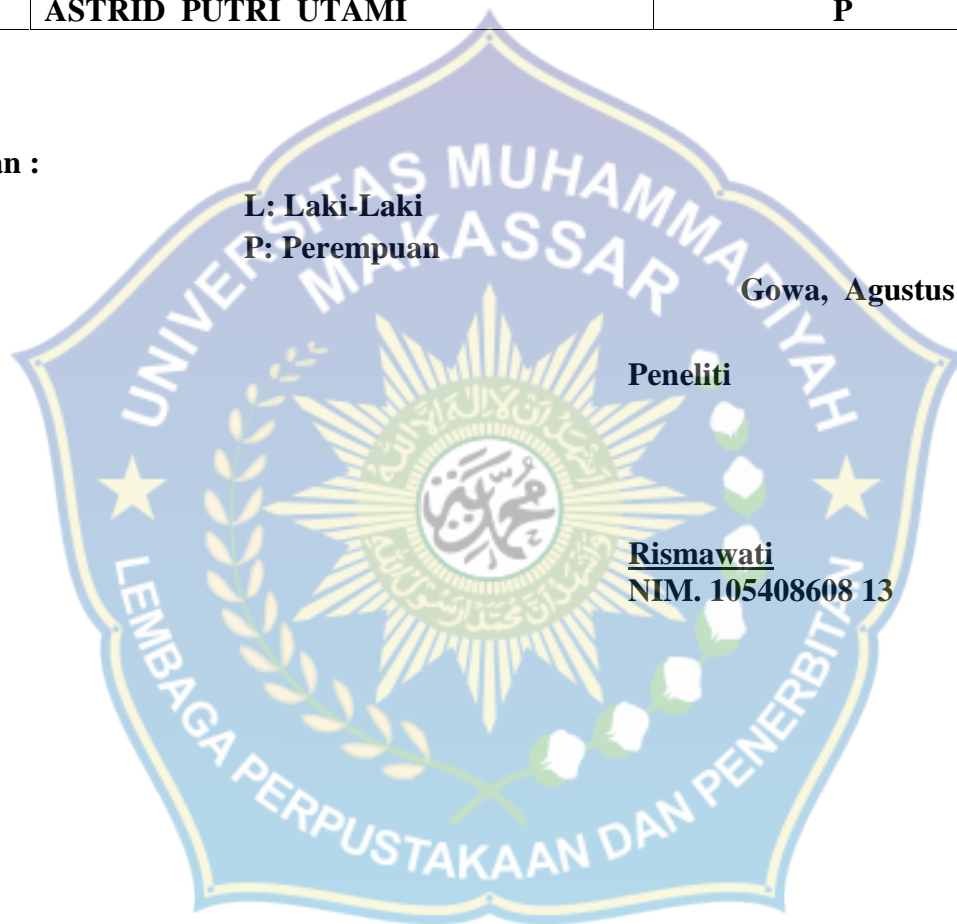 ASTRID PUTRI UTAMI P
an :
L: Laki-Laki
P: Perempuan
Gowa, Agustus
Peneliti
Rismawati
NIM. 105408608 13
UNIVERSITAS MUHAMMADIYAH
MAKASSAR
محمد
LEMBAGA PERPUSTAKAAN DAN PENERBITAN